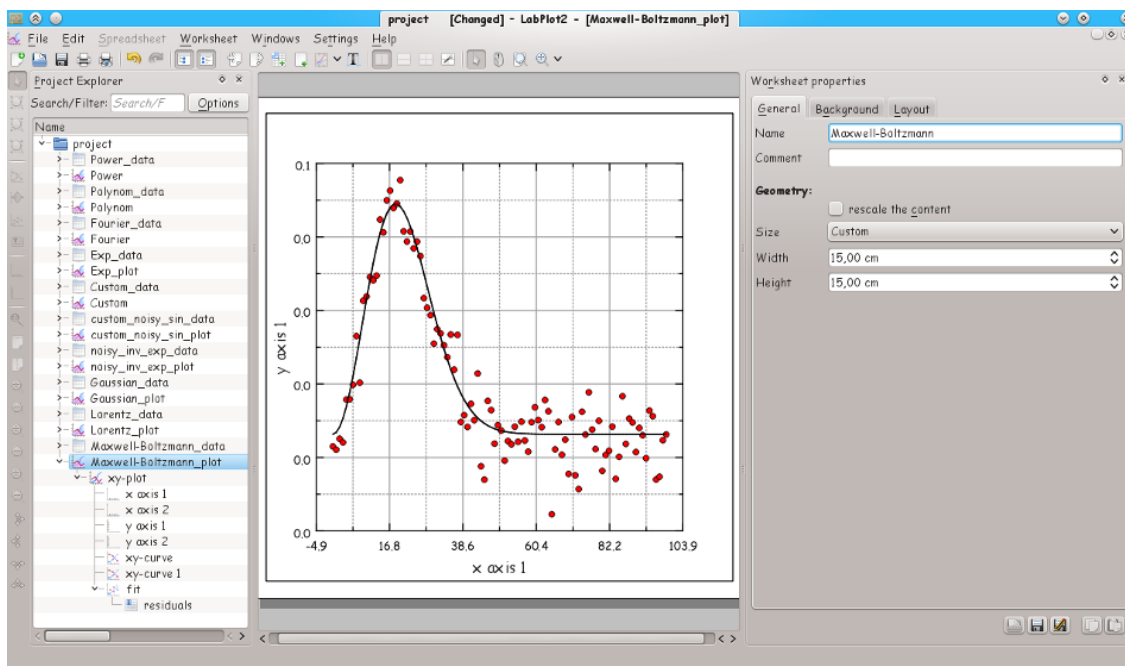 project [Changed] - LabPlot2 - [Maxwell-Boltzmann_plot]
File Edit Spreadsheet Worksheet Windows Settings Help
T
Project Explorer
Search/Filter: Search/F Options
Name
project
Power_data
Power
Polynom_data
Polynom
Fourier_data
Fourier
Exp_data
Exp_plot
Custom_data
Custom
custom_noisy_sin_data
custom_noisy_sin_plot
noisy_inv_exp_data
noisy_inv_exp_plot
Gaussian_data
Gaussian_plot
Lorentz_data
Lorentz_plot
Maxwell-Boltzmann_data
Maxwell-Boltzmann_plot
xy-plot
x axis 1
x axis 2
y axis 1
y axis 2
xy-curve
xy-curve 1
fit
residuals
0.1
0.0
0.0
0.0
0.0
0.0
y axis 1
-4.9 16.8 38.6 60.4 82.2 103.9
x axis 1
Worksheet properties
General Background Layout
Name Maxwell-Boltzmann
Comment
Geometry:
rescale the content
Size Custom
Width 15,00 cm
Height 15,00 cm